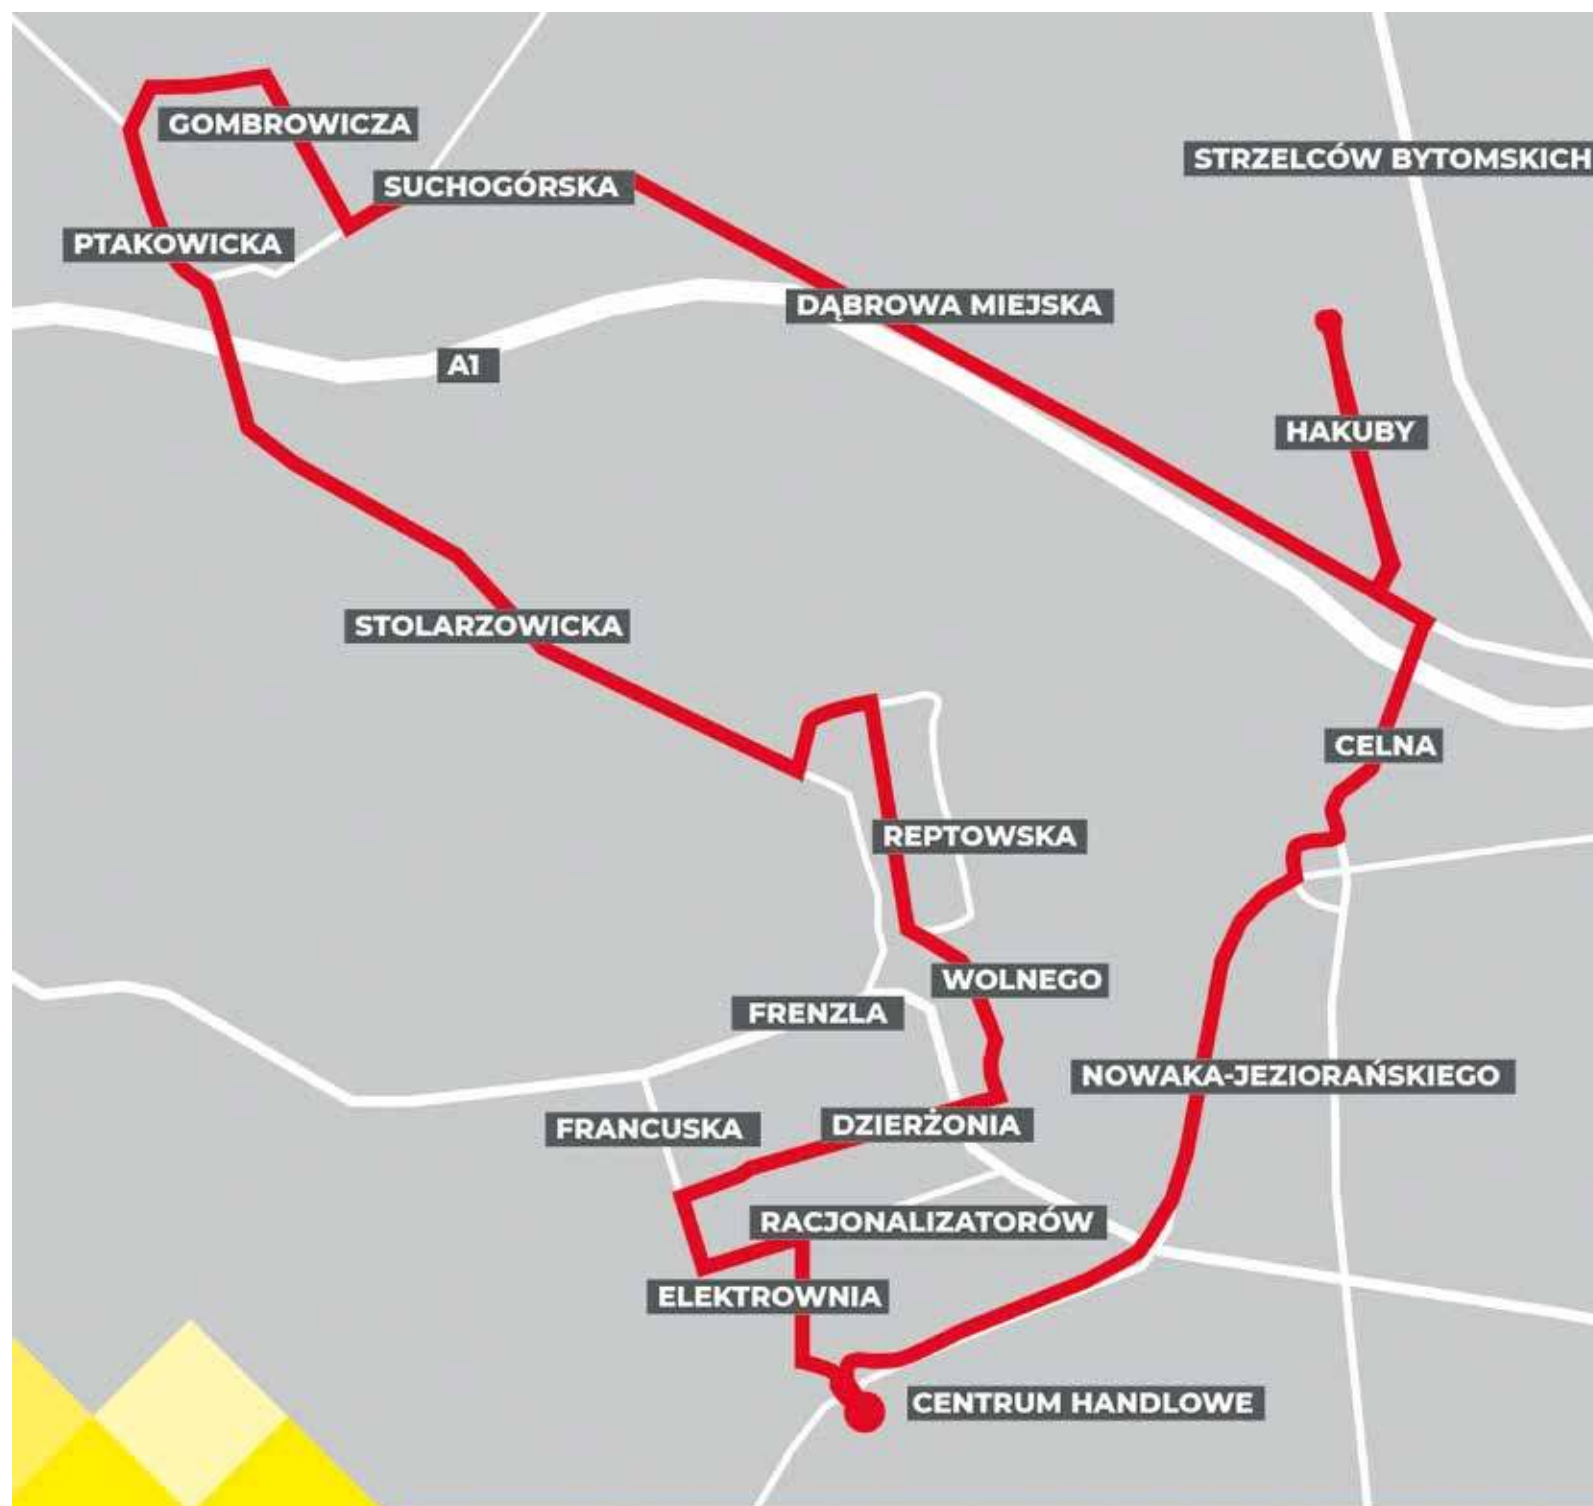 GOMBROWICZA
STRZELCÓW BYTOMSKICH
SUCHOGÓRSKA
PTAKOWICKA
DĄBROWA MIEJSKA
A1
HAKUBY
STOLARZOWICKA
CELNA
REPTOWSKA
WOLNEGO
FRENZLA
NOWAKA-JEZIORAŃSKIEGO
DZIERŻONIA
FRANCUSKA
RACJONALIZATORÓW
ELEKTROWNIA
CENTRUM HANDLOWE